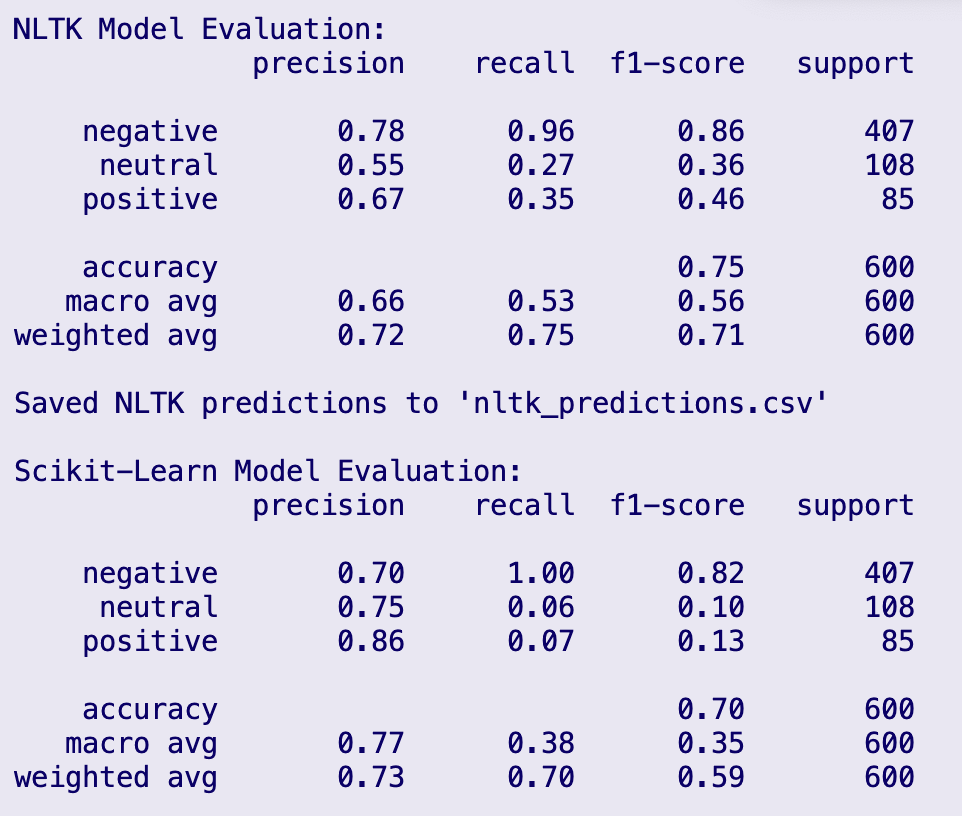 NLTK Model Evaluation:
precision recall f1-score support
negative 0.78 0.96 0.86 407
neutral 0.55 0.27 0.36 108
positive 0.67 0.35 0.46 85
accuracy 0.75 600
macro avg 0.66 0.53 0.56 600
weighted avg 0.72 0.75 0.71 600
Saved NLTK predictions to 'nltk_predictions.csv'
Scikit-Learn Model Evaluation:
precision recall f1-score support
negative 0.70 1.00 0.82 407
neutral 0.75 0.06 0.10 108
positive 0.86 0.07 0.13 85
accuracy 0.70 600
macro avg 0.77 0.38 0.35 600
weighted avg 0.73 0.70 0.59 600